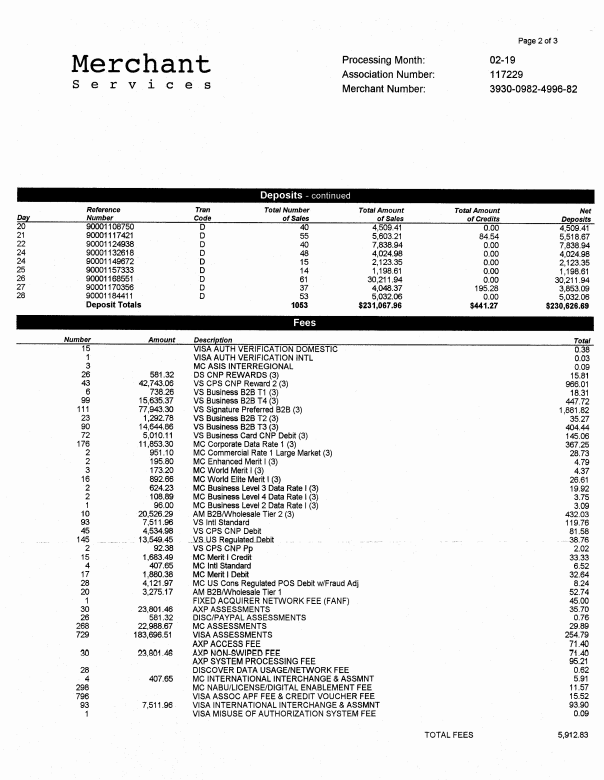 Page 2 of 3
Merchant
Services
Processing Month: 02-19
Association Number: 117229
Merchant Number: 3930-0982-4996-82
Deposits - continued
Day Reference Number Tran Code Total Number of Sales Total Amount of Sales Total Amount of Credits Net Deposits
20 90001108750 D 40 4,509.41 0.00 4,509.41
21 90001117421 D 55 5,603.21 84.54 5,518.67
22 90001124938 D 40 7,838.94 0.00 7,838.94
24 90001132618 D 48 4,024.98 0.00 4,024.98
24 90001149672 D 15 2,123.35 0.00 2,123.35
25 90001157333 D 14 1,198.61 0.00 1,198.61
26 90001168551 D 61 30,211.94 0.00 30,211.94
27 90001170356 D 37 4,048.37 195.28 3,853.09
28 90001184411 D 53 5,032.06 0.00 5,032.06
Deposit Totals 1053 $231,067.96 $441.27 $230,626.69
Fees
Number Amount Description Total
15 VISA AUTH VERIFICATION DOMESTIC 0.38
1 VISA AUTH VERIFICATION INTL 0.03
3 MC ASIS INTERREGIONAL 0.09
26 581.32 DS CNP REWARDS (3) 15.81
43 42,743.06 VS CPS CNP Reward 2 (3) 966.01
6 738.26 VS Business B2B T1 (3) 18.31
99 15,635.37 VS Business B2B T4 (3) 447.72
111 77,943.30 VS Signature Preferred B2B (3) 1,681.82
23 1,292.78 VS Business B2B T2 (3) 35.27
90 14,644.66 VS Business B2B T3 (3) 404.44
72 5,010.11 VS Business Card CNP Debit (3) 145.06
176 11,853.30 MC Corporate Data Rate 1 (3) 367.25
2 951.10 MC Commercial Rate 1 Large Market (3) 28.73
2 195.80 MC Enhanced Merit I (3) 4.79
3 173.20 MC World Merit I (3) 4.37
16 892.66 MC World Elite Merit I (3) 26.61
2 624.23 MC Business Level 3 Data Rate I (3) 19.92
2 108.89 MC Business Level 4 Data Rate I (3) 3.75
1 96.00 MC Business Level 2 Data Rate I (3) 3.09
10 20,526.29 AM B2B/Wholesale Tier 2 (3) 432.03
93 7,511.96 VS Intl Standard 119.76
45 4,534.98 VS CPS CNP Debit 81.58
145 13,549.45 VS US Regulated Debit 38.76
2 92.38 VS CPS CNP Pp 2.02
15 1,683.49 MC Merit I Credit 33.33
4 407.65 MC Intl Standard 6.52
17 1,880.38 MC Merit I Debit 32.64
28 4,121.97 MC US Cons Regulated POS Debit w/Fraud Adj 8.24
20 3,275.17 AM B2B/Wholesale Tier 1 52.74
1 FIXED ACQUIRER NETWORK FEE (FANF) 45.00
30 23,801.46 AXP ASSESSMENTS 35.70
26 581.32 DISC/PAYPAL ASSESSMENTS 0.76
268 22,988.67 MC ASSESSMENTS 29.89
729 183,696.51 VISA ASSESSMENTS 254.79
AXP ACCESS FEE 71.40
30 23,801.46 AXP NON-SWIPED FEE 71.40
AXP SYSTEM PROCESSING FEE 95.21
28 DISCOVER DATA USAGE/NETWORK FEE 0.62
4 407.65 MC INTERNATIONAL INTERCHANGE & ASSMNT 5.91
298 MC NABU/LICENSE/DIGITAL ENABLEMENT FEE 11.57
796 VISA ASSOC APF FEE & CREDIT VOUCHER FEE 15.52
93 7,511.96 VISA INTERNATIONAL INTERCHANGE & ASSMNT 93.90
1 VISA MISUSE OF AUTHORIZATION SYSTEM FEE 0.09
TOTAL FEES 5,912.83